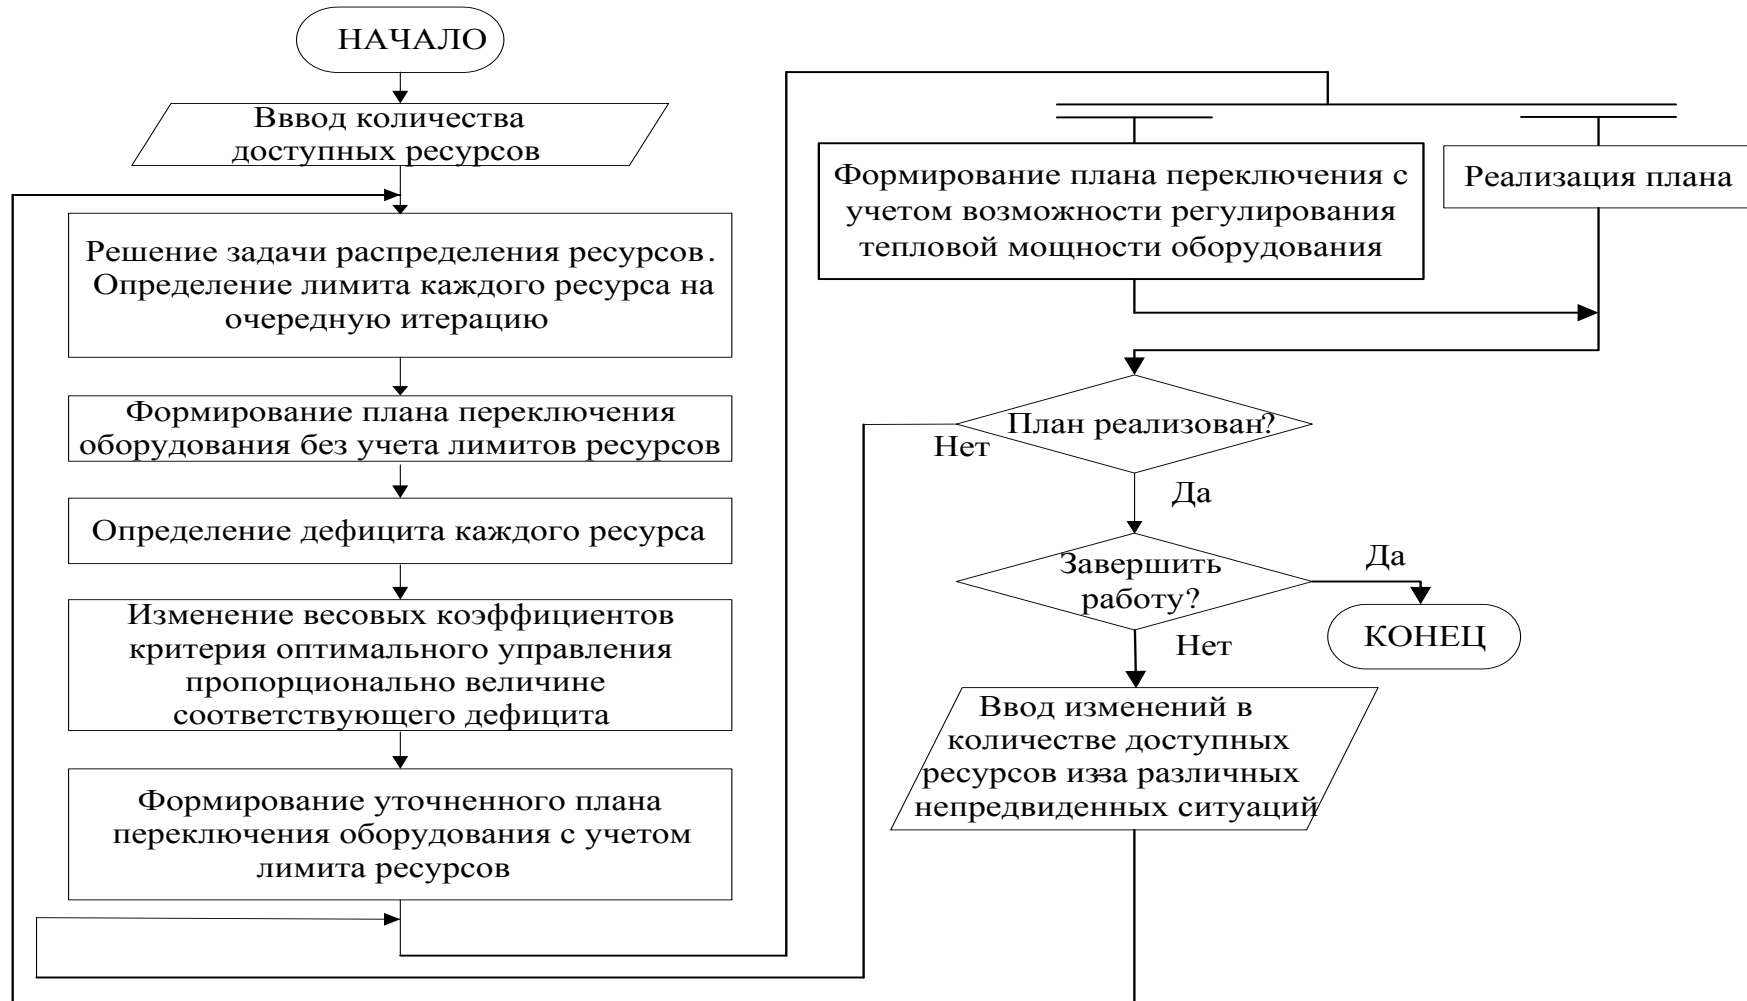 НАЧАЛО
Вввод количества
доступных ресурсов
Решение задачи распределения ресурсов.
Определение лимита каждого ресурса на
очередную итерацию
Формирование плана переключения
оборудования без учета лимитов ресурсов
Определение дефицита каждого ресурса
Изменение весовых коэффициентов
критерия оптимального управления
пропорционально величине
соответствующего дефицита
Формирование уточненного плана
переключения оборудования с учетом
лимита ресурсов
Формирование плана переключения с
учетом возможности регулирования
тепловой мощности оборудования
Реализация плана
План реализован?
Нет
Да
Завершить
работу?
Да
КОНЕЦ
Нет
Ввод изменений в
количестве доступных
ресурсов из-за различных
непредвиденных ситуаций